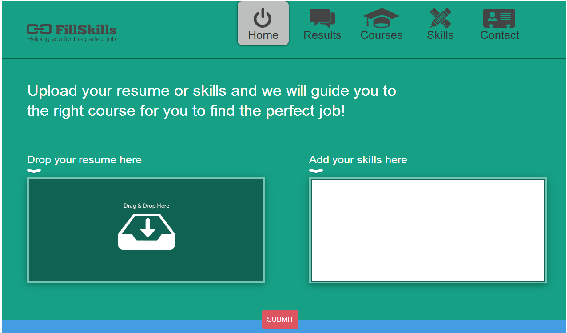 FillSkills
Home
Results
Courses
Skills
Contact
Upload your resume or skills and we will guide you to
the right course for you to find the perfect job!
Drop your resume here
Add your skills here
Drag & Drop Here
SUBMIT